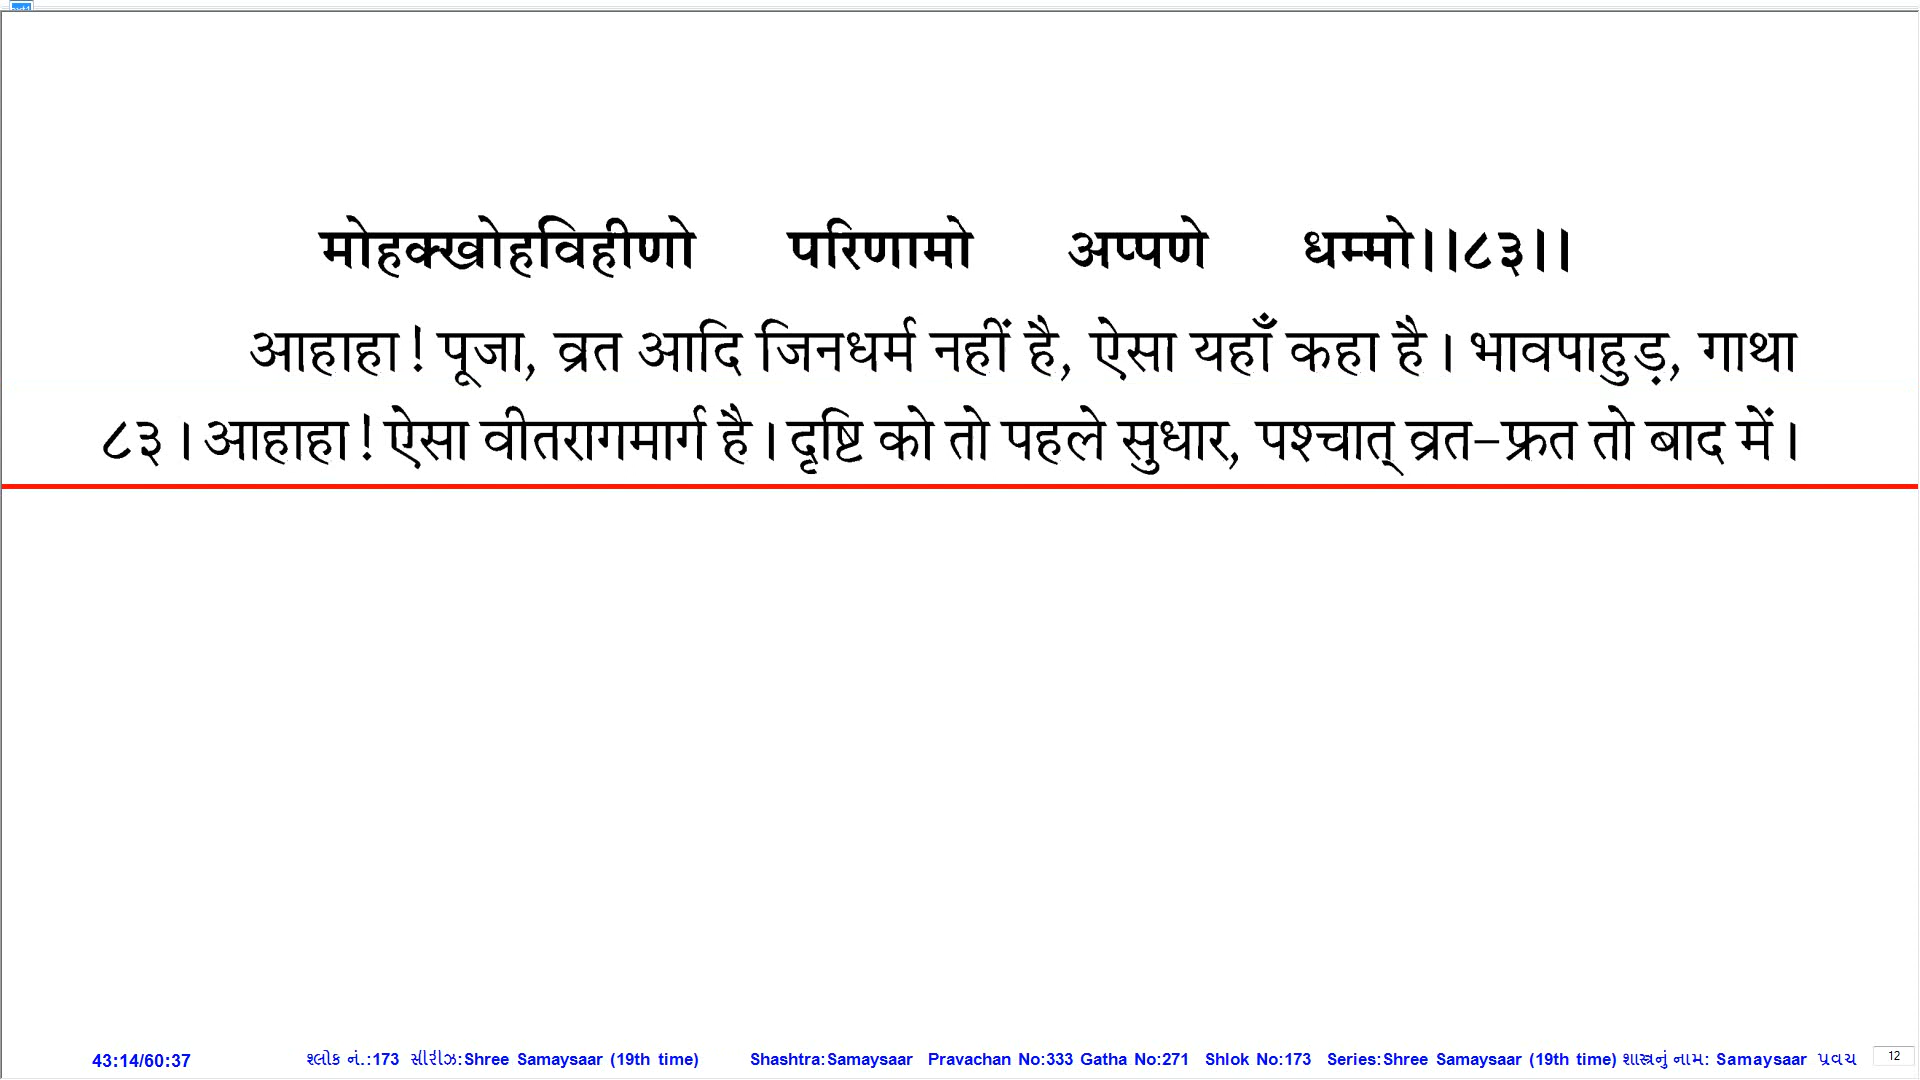 मोहक्खोहविहीणो परिणामो अप्पणे धम्मो।।८३।।
आहाहा! पूजा, व्रत आदि जिनधर्म नहीं है, ऐसा यहाँ कहा है। भावपाहुड़, गाथा
८३। आहाहा! ऐसा वीतरागमार्ग है। दृष्टि को तो पहले सुधार, पश्चात् व्रत-फ्रत तो बाद में।
43:14/60:37 શ્લોક નં.:173 સીરીઝ:Shree Samaysaar (19th time) Shashtra:Samaysaar Pravachan No:333 Gatha No:271 Shlok No:173 Series:Shree Samaysaar (19th time) શાસ્ત્રનું નામ: Samaysaar પ્રવચ 12